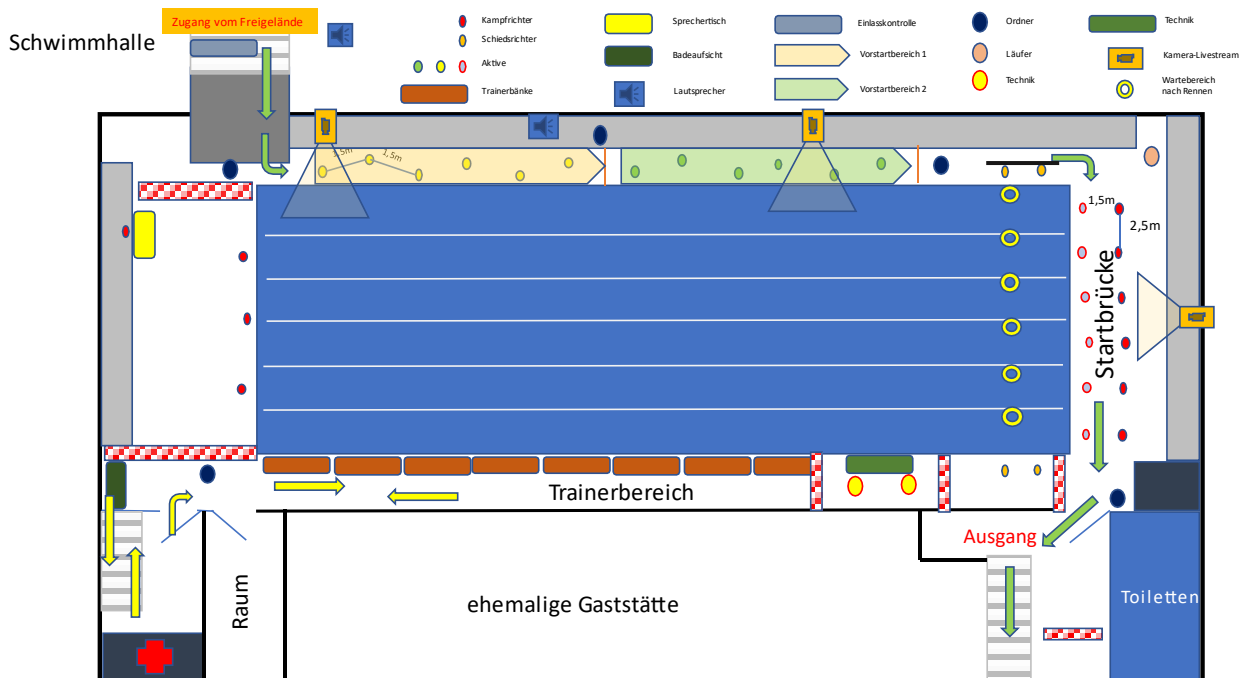 Zugang vom Freigelände
Schwimmhalle
Kampfrichter
Schiedsrichter
Aktive
Trainerbänke
Sprechertisch
Badeaufsicht
Lautsprecher
Einlasskontrolle
Vorstartbereich 1
Vorstartbereich 2
Ordner
Läufer
Technik
Technik
Kamera-Livestream
Wartebereich
nach Rennen
1,5m
1,5m
1,5m
2,5m
Startbrücke
Trainerbereich
Ausgang
Raum
ehemalige Gaststätte
Toiletten